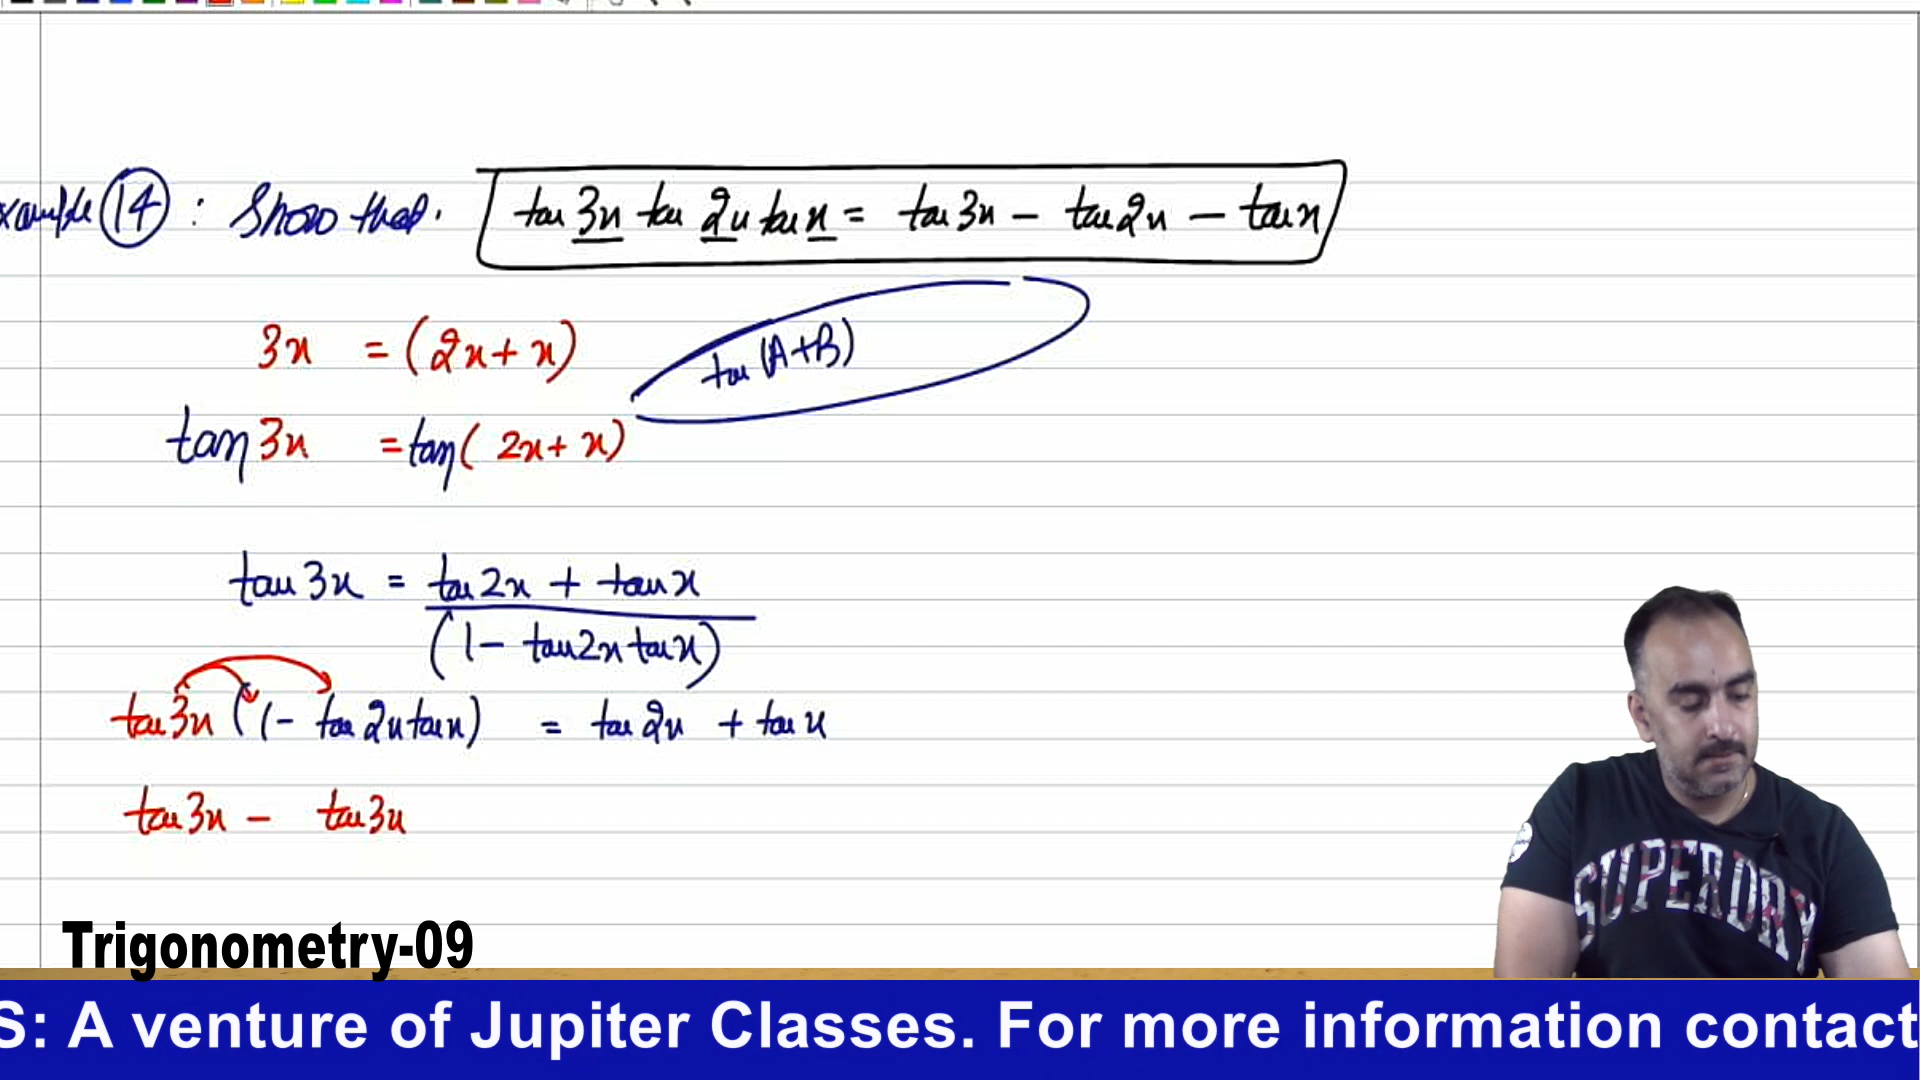 xample 14 : Show that. tan 3x tan 2x tan x = tan 3x - tan 2x - tan x
3x = (2x + x)
tan (A+B)
tan 3x = tan ( 2x + x)
tan 3x = tan 2x + tan x
(1 - tan 2x tan x)
tan 3x (1 - tan 2x tan x) = tan 2x + tan x
tan 3x - tan 3x
SUPERDRY
Trigonometry-09
S: A venture of Jupiter Classes. For more information contact